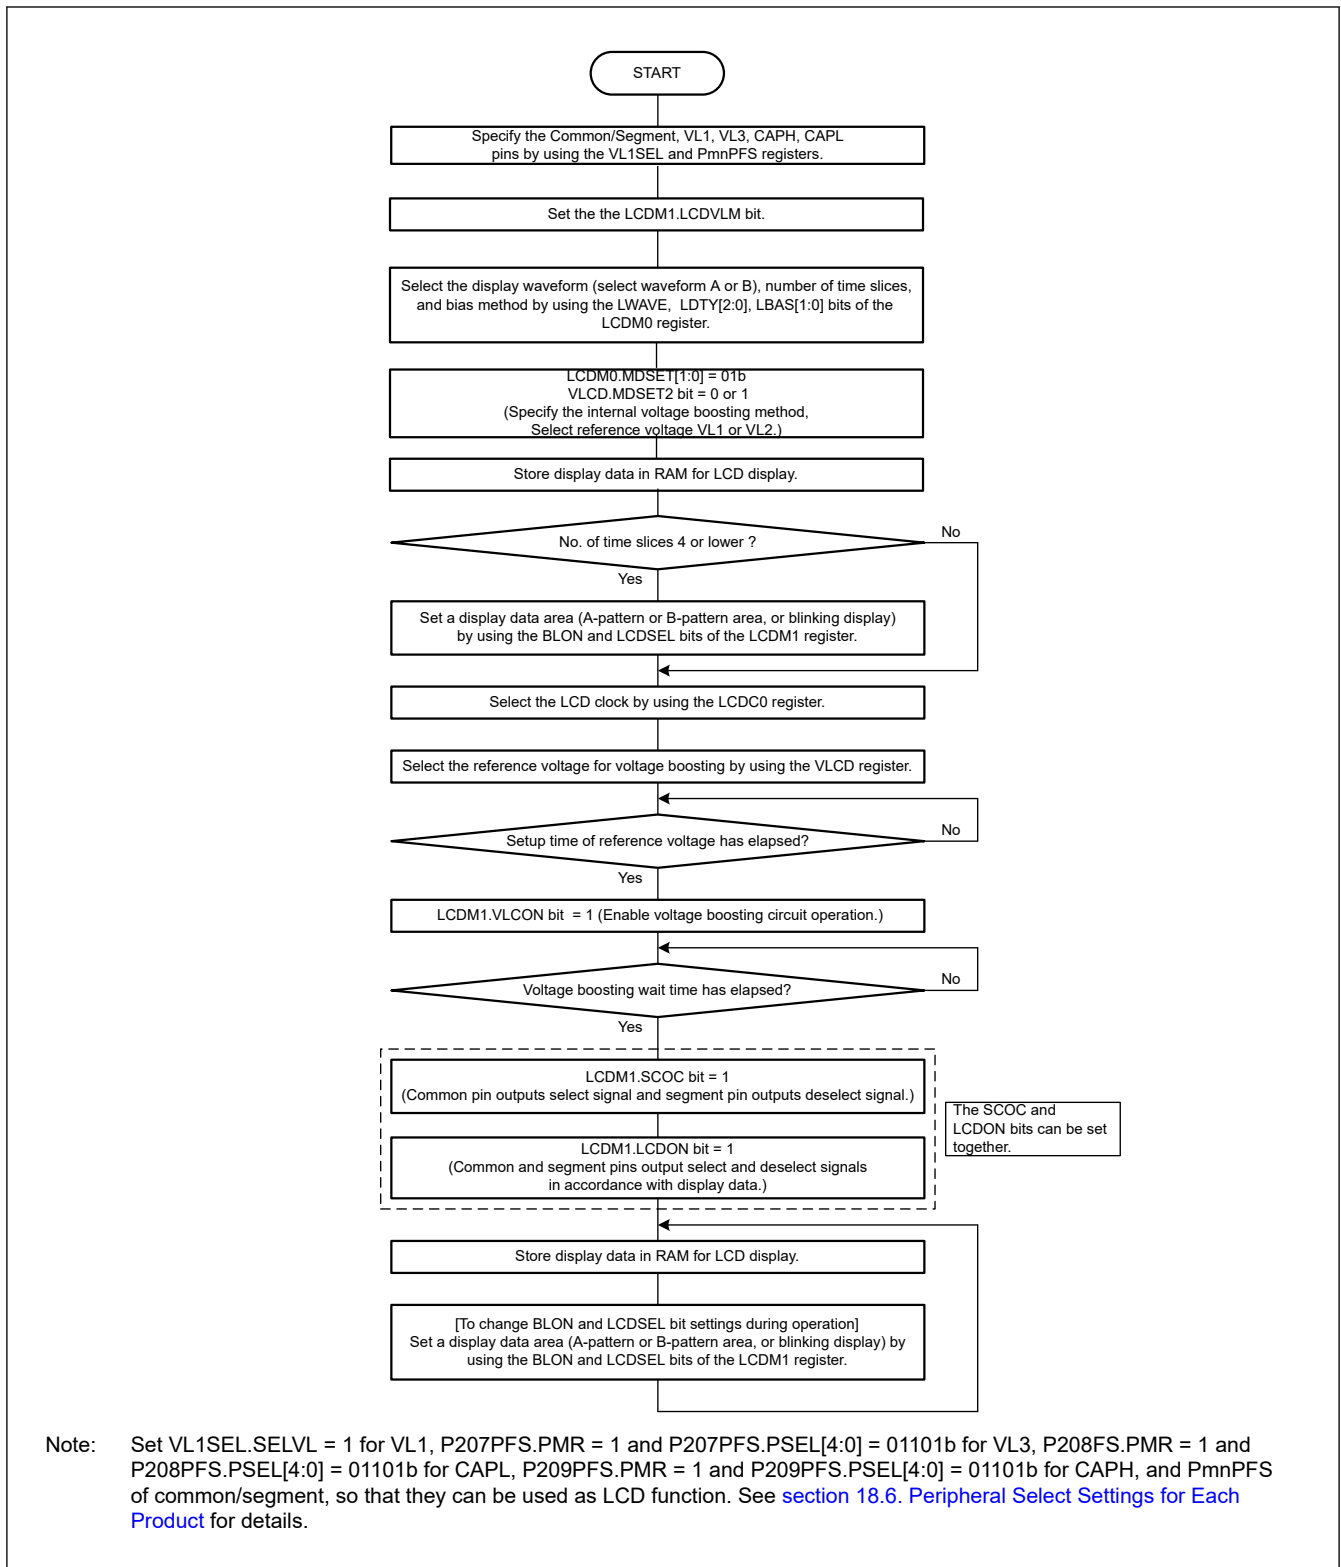 START
Specify the Common/Segment, VL1, VL3, CAPH, CAPL
pins by using the VL1SEL and PmnPFS registers.
Set the the LCDM1.LCDVLM bit.
Select the display waveform (select waveform A or B), number of time slices,
and bias method by using the LWAVE, LDTY[2:0], LBAS[1:0] bits of the
LCDM0 register.
LCDM0.MDSET[1:0] = 01b
VLCD.MDSET2 bit = 0 or 1
(Specify the internal voltage boosting method,
Select reference voltage VL1 or VL2.)
Store display data in RAM for LCD display.
No. of time slices 4 or lower ?
No
Yes
Set a display data area (A-pattern or B-pattern area, or blinking display)
by using the BLON and LCDSEL bits of the LCDM1 register.
Select the LCD clock by using the LCDC0 register.
Select the reference voltage for voltage boosting by using the VLCD register.
Setup time of reference voltage has elapsed?
No
Yes
LCDM1.VLCON bit = 1 (Enable voltage boosting circuit operation.)
Voltage boosting wait time has elapsed?
No
Yes
LCDM1.SCOC bit = 1
(Common pin outputs select signal and segment pin outputs deselect signal.)
The SCOC and
LCDON bits can be set
together.
LCDM1.LCDON bit = 1
(Common and segment pins output select and deselect signals
in accordance with display data.)
Store display data in RAM for LCD display.
[To change BLON and LCDSEL bit settings during operation]
Set a display data area (A-pattern or B-pattern area, or blinking display) by
using the BLON and LCDSEL bits of the LCDM1 register.
Note: Set VL1SEL.SELVL = 1 for VL1, P207PFS.PMR = 1 and P207PFS.PSEL[4:0] = 01101b for VL3, P208FS.PMR = 1 and
P208PFS.PSEL[4:0] = 01101b for CAPL, P209PFS.PMR = 1 and P209PFS.PSEL[4:0] = 01101b for CAPH, and PmnPFS
of common/segment, so that they can be used as LCD function. See section 18.6. Peripheral Select Settings for Each
Product for details.